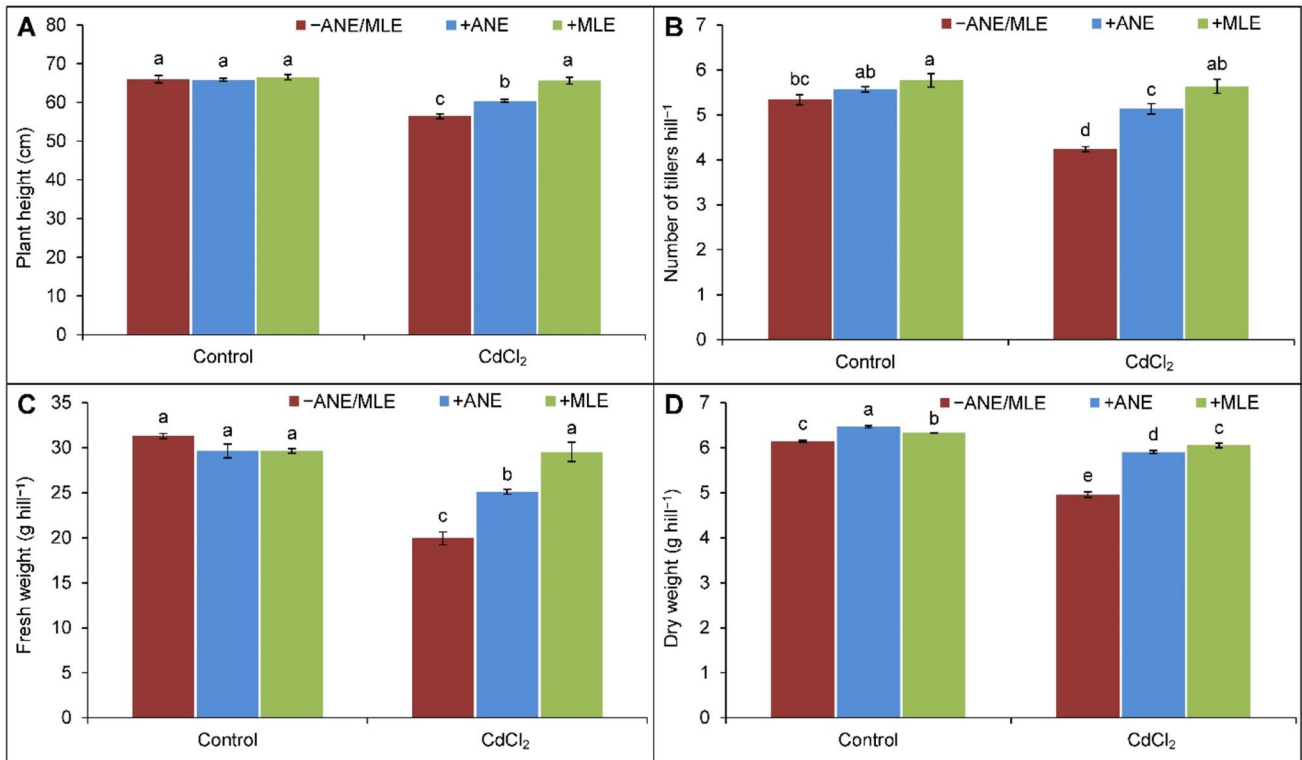 A
−ANE/MLE +ANE +MLE
80
70
60
50
40
30
20
10
0
Plant height (cm)
a a a c b a
Control CdCl₂
B
−ANE/MLE +ANE +MLE
7
6
5
4
3
2
1
0
Number of tillers hill⁻¹
bc ab a d c ab
Control CdCl₂
C
−ANE/MLE +ANE +MLE
35
30
25
20
15
10
5
0
Fresh weight (g hill⁻¹)
a a a c b a
Control CdCl₂
D
−ANE/MLE +ANE +MLE
7
6
5
4
3
2
1
0
Dry weight (g hill⁻¹)
c a b e d c
Control CdCl₂